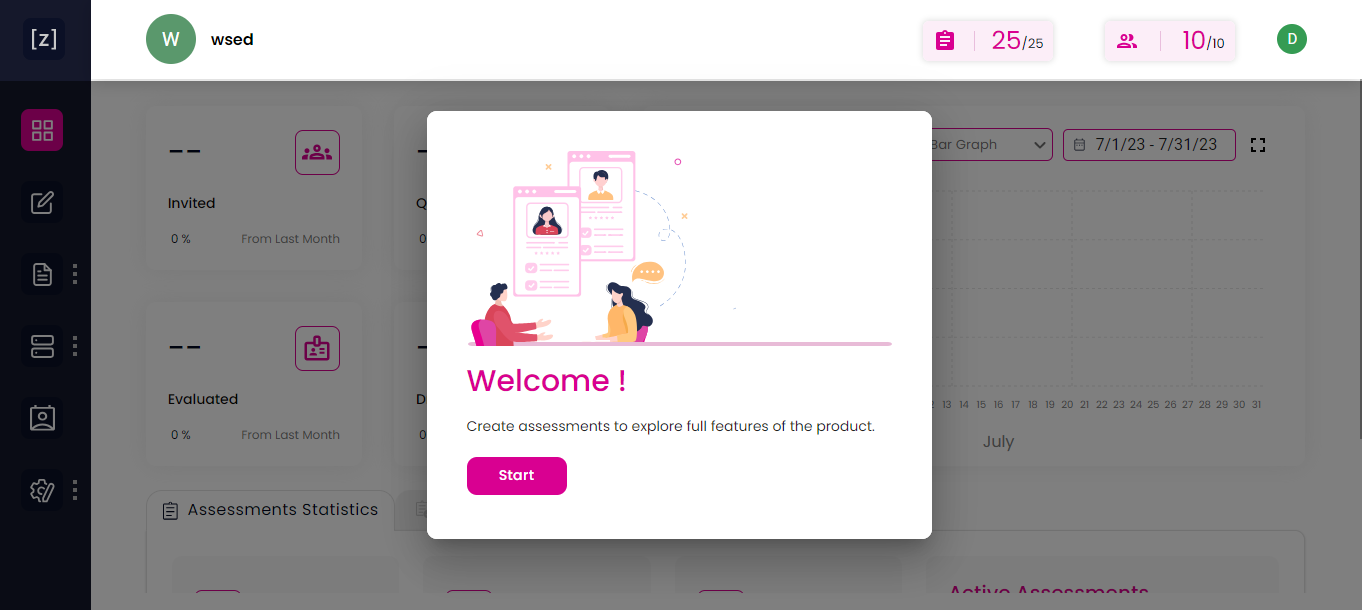 [z]
W
wsed
25/25
10/10
D
--
Invited
0 %
From Last Month
Q
0
Bar Graph
7/1/23 - 7/31/23
13 14 15 16 17 18 19 20 21 22 23 24 25 26 27 28 29 30 31
July
--
Evaluated
0 %
From Last Month
D
0
Welcome !
Create assessments to explore full features of the product.
Start
Assessments Statistics
Active Assessments